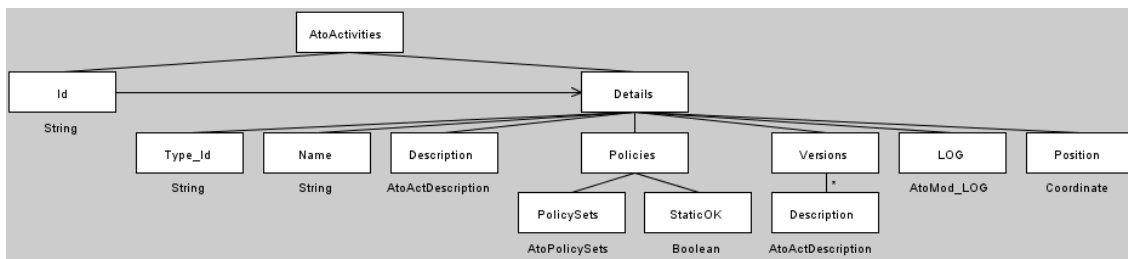 AtoActivities
Id
Details
String
Type_Id
Name
Description
Policies
Versions
LOG
Position
String
String
AtoActDescription
*
AtoMod_LOG
Coordinate
PolicySets
StaticOK
Description
AtoPolicySets
Boolean
AtoActDescription